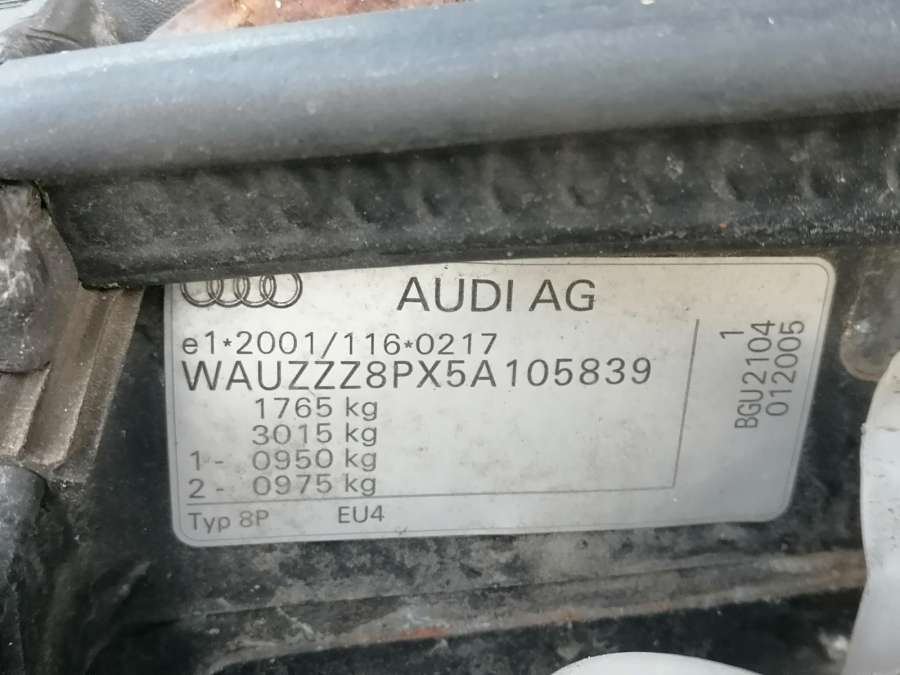 AUDI AG
e1*2001/116*0217
WAUZZZ8PX5A105839
1765 kg
3015 kg
1- 0950 kg
2- 0975 kg
Typ 8P EU4
1
BGU2104
012005